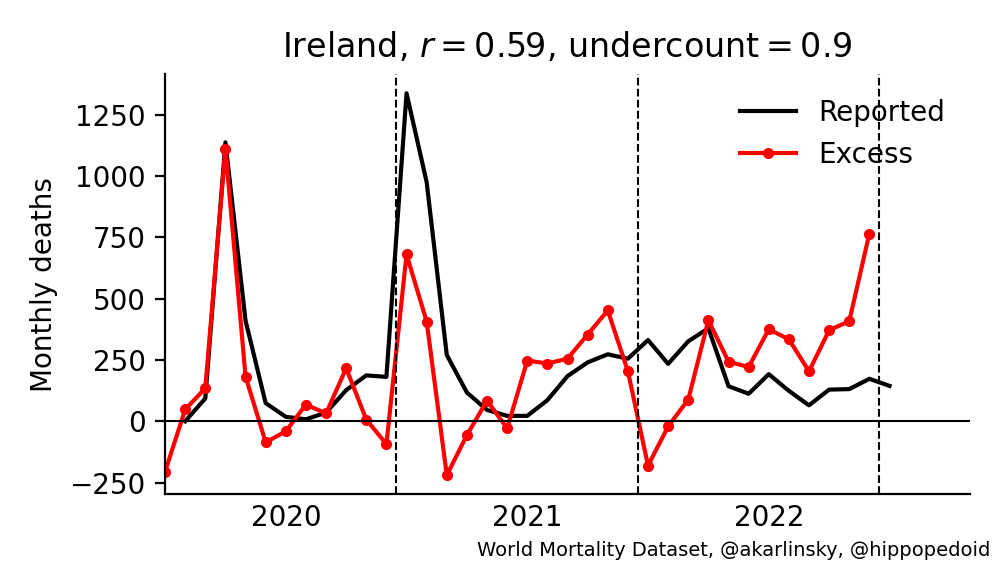 Ireland, r = 0.59, undercount = 0.9
Monthly deaths
1250
1000
750
500
250
0
−250
Reported
Excess
2020
2021
2022
World Mortality Dataset, @akarlinsky, @hippopedoid